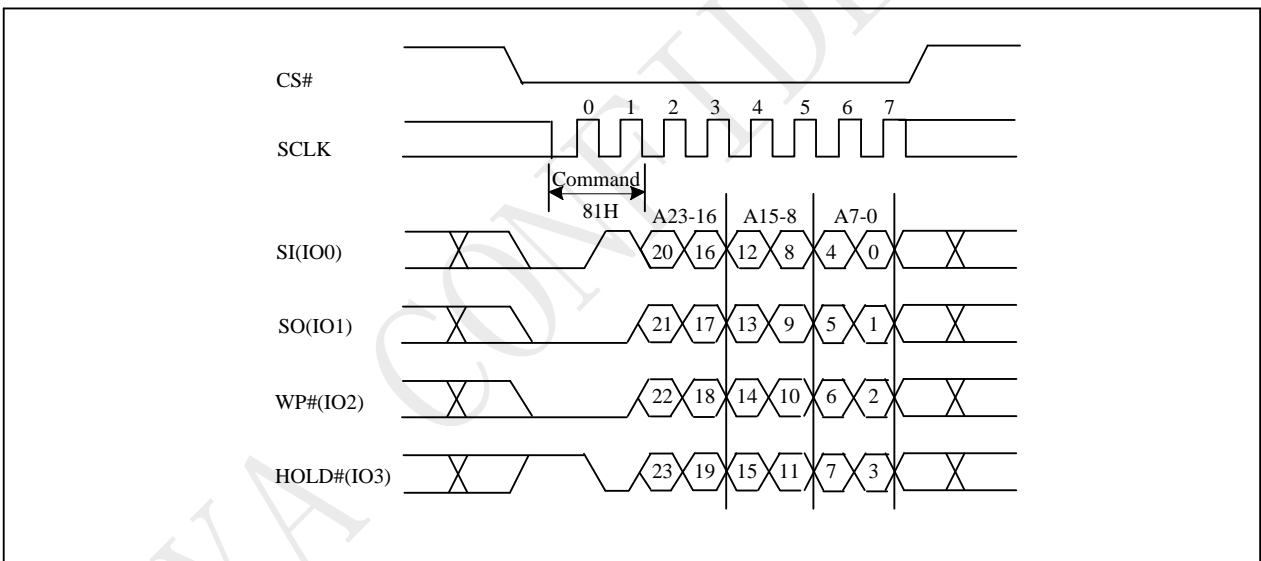 CS#
0 1 2 3 4 5 6 7
SCLK
Command
81H
A23-16 A15-8 A7-0
SI(IO0) 20 16 12 8 4 0
SO(IO1) 21 17 13 9 5 1
WP#(IO2) 22 18 14 10 6 2
HOLD#(IO3) 23 19 15 11 7 3